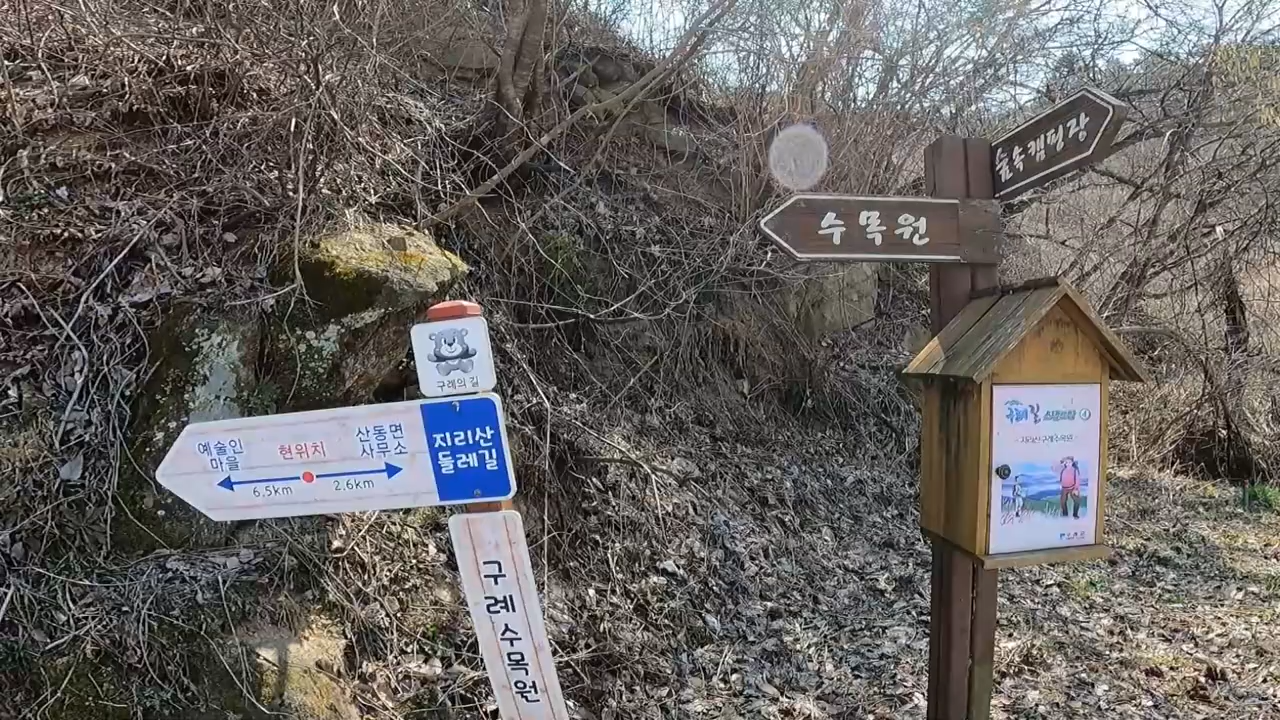 숲속캠핑장
수목원
구례의 길
예술인
마을
현위치
산동면
사무소
6.5km
2.6km
지리산
둘레길
구례수목원
구례길
4